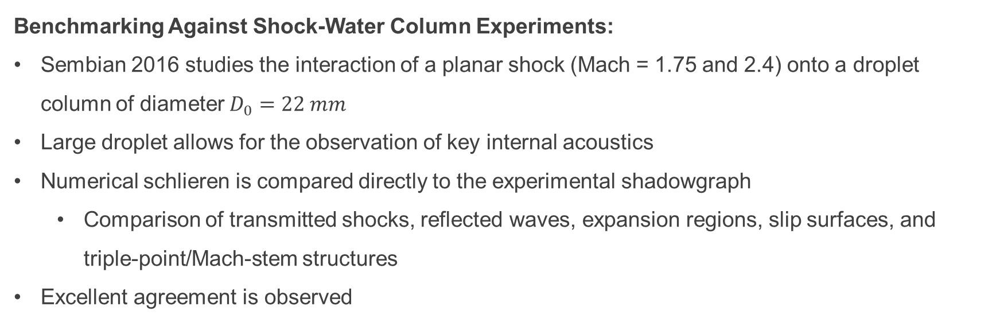 Benchmarking Against Shock-Water Column Experiments:
• Sembian 2016 studies the interaction of a planar shock (Mach = 1.75 and 2.4) onto a droplet
column of diameter D₀ = 22 mm
• Large droplet allows for the observation of key internal acoustics
• Numerical schlieren is compared directly to the experimental shadowgraph
• Comparison of transmitted shocks, reflected waves, expansion regions, slip surfaces, and
triple-point/Mach-stem structures
• Excellent agreement is observed